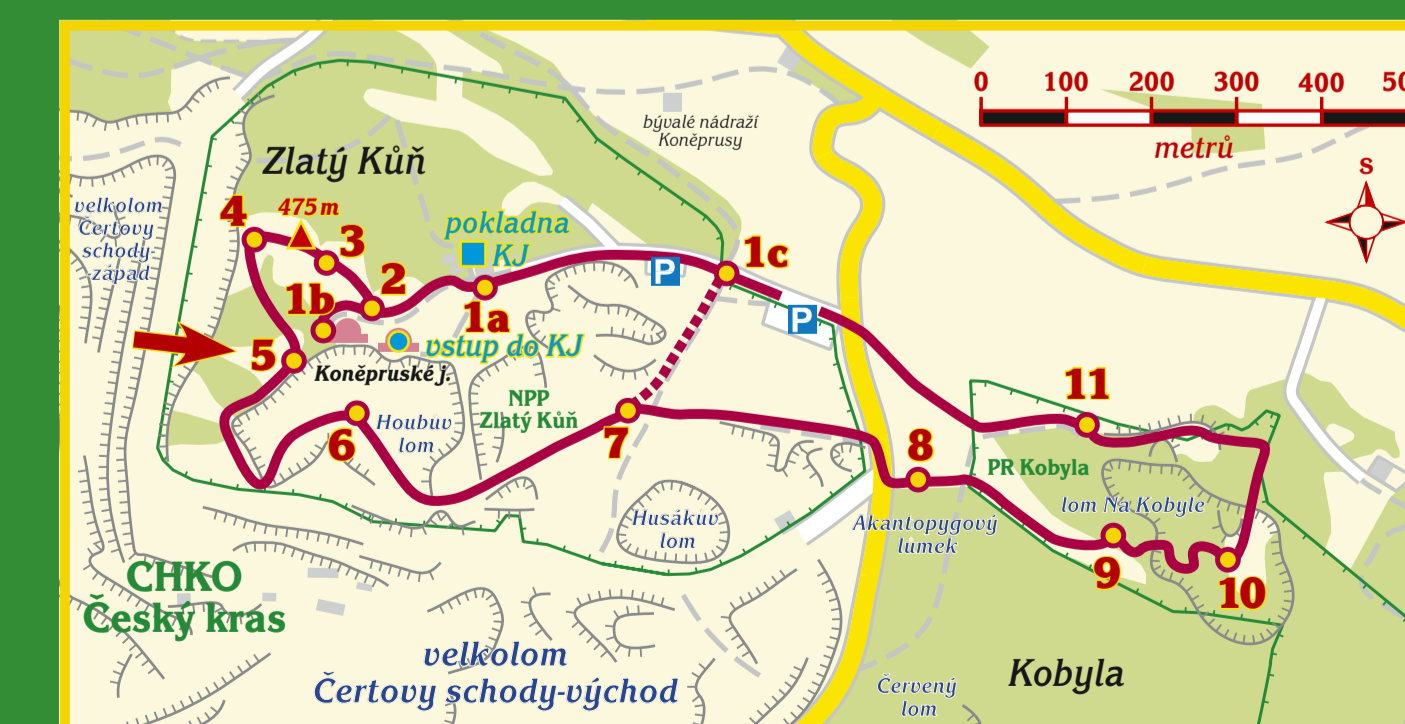 0 100 200 300 400
metrů
S
bývalé nádraží
Koněprusy
Zlatý Kůň
475 m
velkolom
Čertovy
schody-
-západ
4
3
2
pokladna
KJ
P
1c
P
1b
1a
vstup do KJ
5
Koněpruské j.
NPP
Zlatý Kůň
Houbův
lom
6
7
8
11
PR Kobyla
lom Na Kobyle
9
10
Akantopygový
lůmek
Husákův
lom
CHKO
Český kras
velkolom
Čertovy schody-východ
Kobyla
Červený
lom